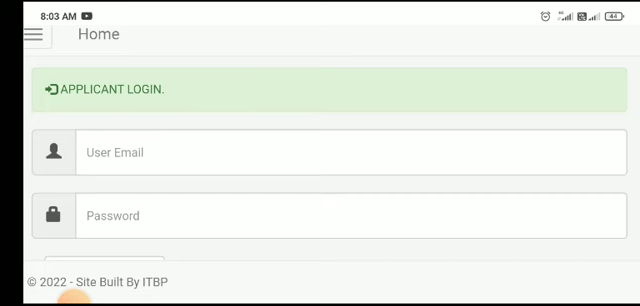 8:03 AM
44
Home
APPLICANT LOGIN.
User Email
Password
© 2022 - Site Built By ITBP